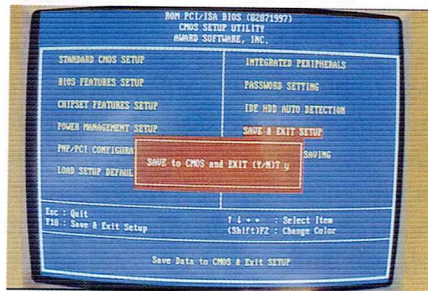 ROM PCI/ISA BIOS (82871997)
CMOS SETUP UTILITY
AWARD SOFTWARE, INC.
STANDARD CMOS SETUP
BIOS FEATURES SETUP
CHIPSET FEATURES SETUP
POWER MANAGEMENT SETUP
PNP/PCI CONFIGURA
LOAD SETUP DEFAUL
INTEGRATED PERIPHERALS
PASSWORD SETTING
IDE HDD AUTO DETECTION
SAVE & EXIT SETUP
SAVING
SAVE to CMOS and EXIT (Y/N)? y
Esc : Quit
F10 : Save & Exit Setup
↑ ↓ → ← : Select Item
(Shift)F2 : Change Color
Save Data to CMOS & Exit SETUP